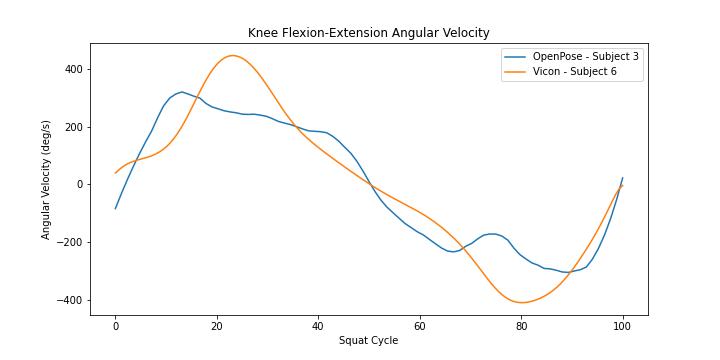 Knee Flexion-Extension Angular Velocity
OpenPose - Subject 3
Vicon - Subject 6
Angular Velocity (deg/s)
400
200
0
−200
−400
0 20 40 60 80 100
Squat Cycle